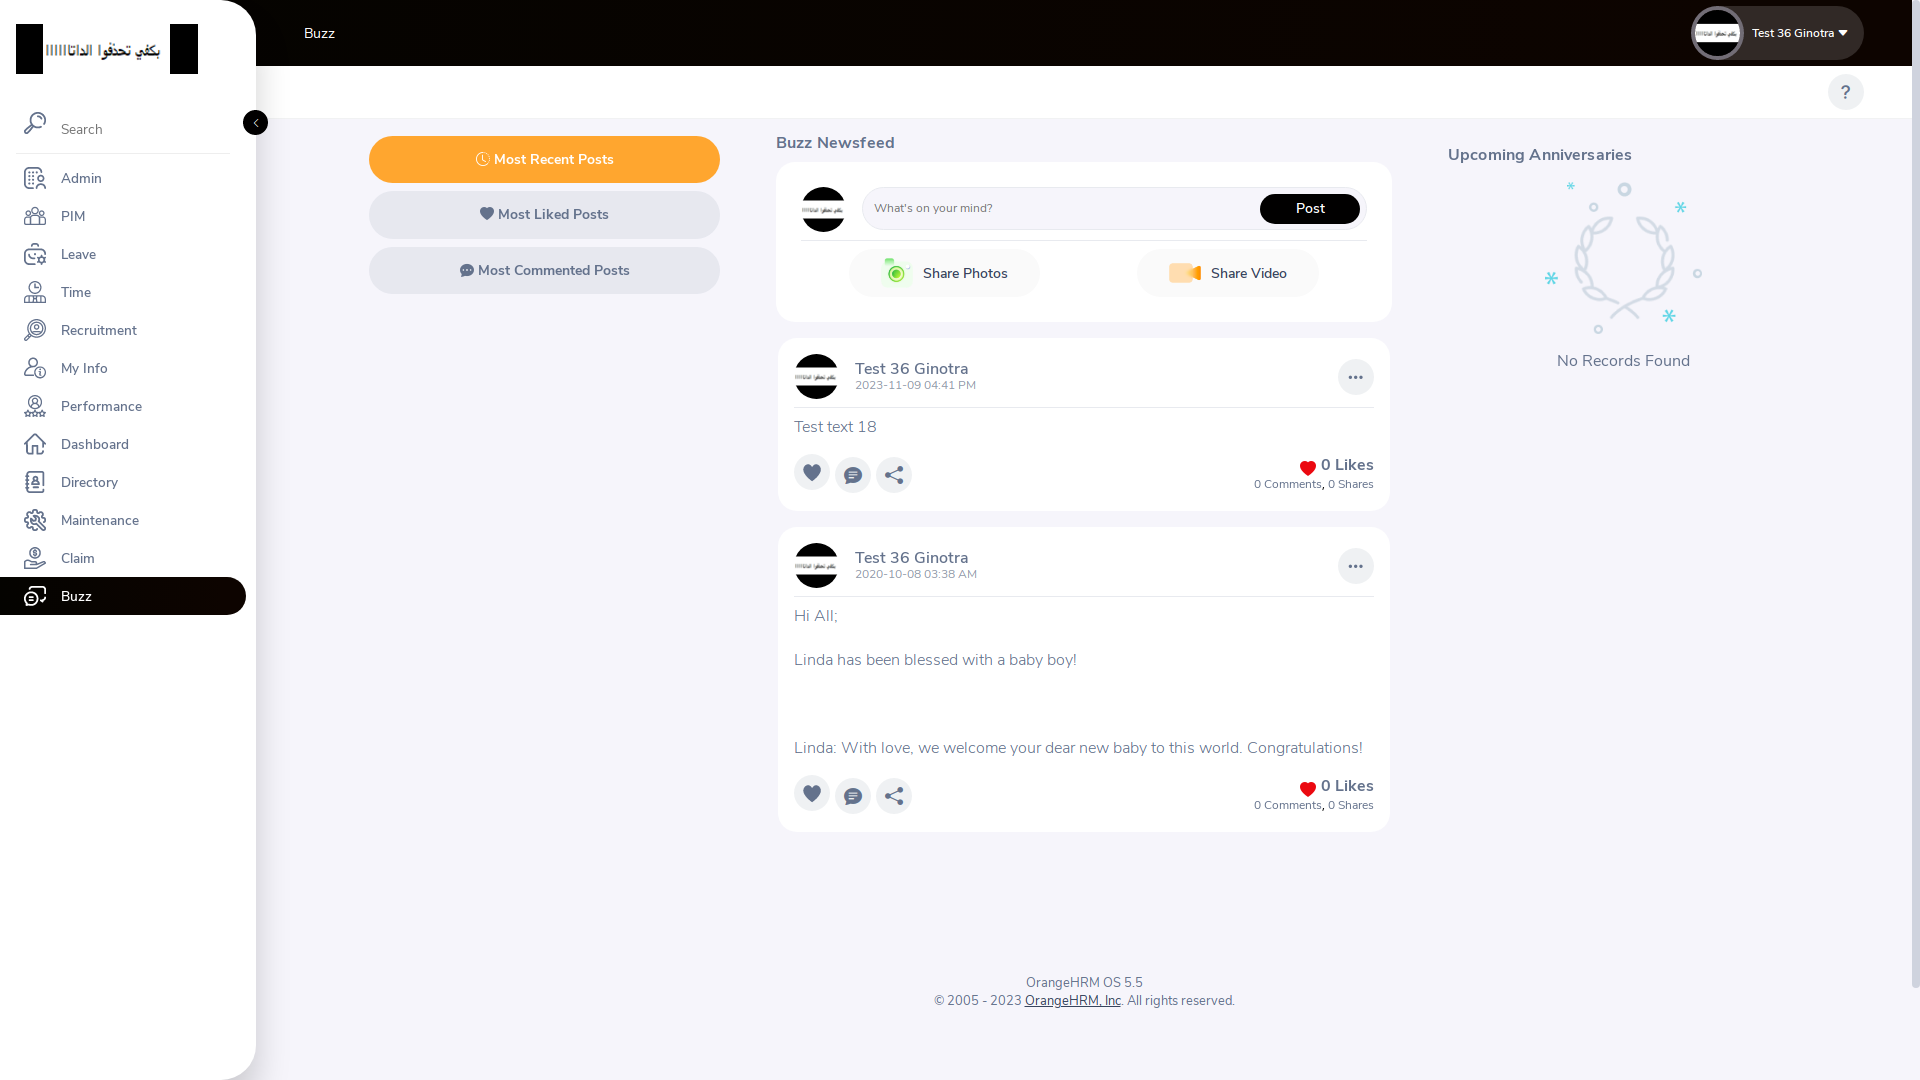 بكفي تحذفوا الداتاااااا
Search
Admin
PIM
Leave
Time
Recruitment
My Info
Performance
Dashboard
Directory
Maintenance
Claim
Buzz
Buzz
Test 36 Ginotra
?
Most Recent Posts
Most Liked Posts
Most Commented Posts
Buzz Newsfeed
What's on your mind?
Post
Share Photos
Share Video
Test 36 Ginotra
2023-11-09 04:41 PM
Test text 18
0 Likes
0 Comments, 0 Shares
Test 36 Ginotra
2020-10-08 03:38 AM
Hi All;
Linda has been blessed with a baby boy!
Linda: With love, we welcome your dear new baby to this world. Congratulations!
0 Likes
0 Comments, 0 Shares
Upcoming Anniversaries
No Records Found
OrangeHRM OS 5.5
© 2005 - 2023 OrangeHRM, Inc. All rights reserved.